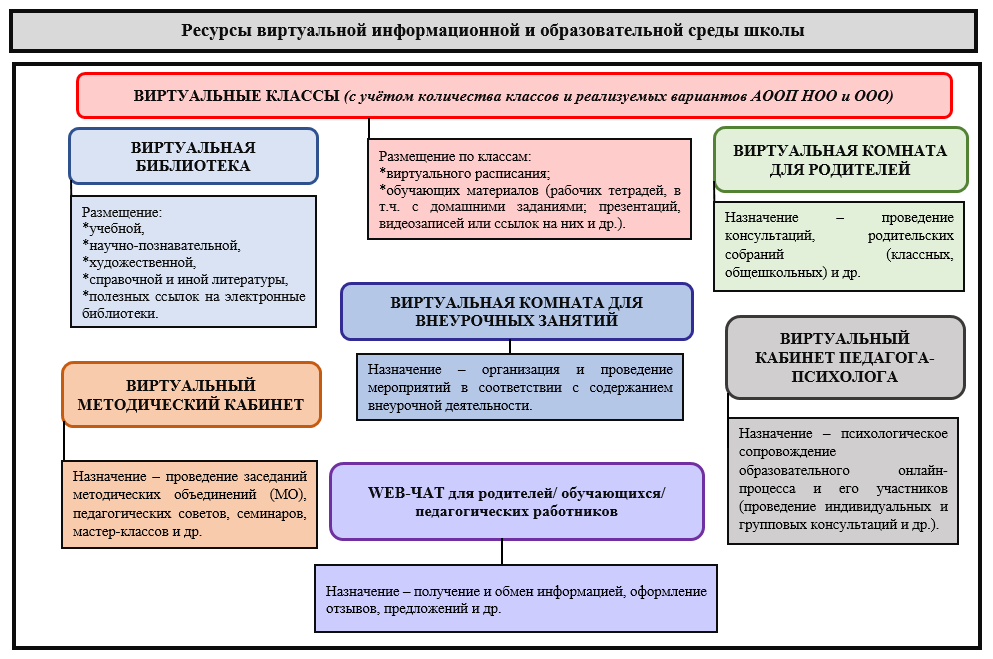 Ресурсы виртуальной информационной и образовательной среды школы
ВИРТУАЛЬНЫЕ КЛАССЫ (с учётом количества классов и реализуемых вариантов АООП НОО и ООО)
Размещение по классам:
*виртуального расписания;
*обучающих материалов (рабочих тетрадей, в
т.ч. с домашними заданиями; презентаций,
видеозаписей или ссылок на них и др.).
ВИРТУАЛЬНАЯ
БИБЛИОТЕКА
Размещение:
*учебной,
*научно-познавательной,
*художественной,
*справочной и иной литературы,
*полезных ссылок на электронные
библиотеки.
ВИРТУАЛЬНАЯ КОМНАТА
ДЛЯ РОДИТЕЛЕЙ
Назначение – проведение
консультаций, родительских
собраний (классных,
общешкольных) и др.
ВИРТУАЛЬНАЯ КОМНАТА ДЛЯ
ВНЕУРОЧНЫХ ЗАНЯТИЙ
Назначение – организация и проведение
мероприятий в соответствии с содержанием
внеурочной деятельности.
ВИРТУАЛЬНЫЙ
КАБИНЕТ ПЕДАГОГА-
ПСИХОЛОГА
Назначение – психологическое
сопровождение
образовательного онлайн-
процесса и его участников
(проведение индивидуальных и
групповых консультаций и др.).
ВИРТУАЛЬНЫЙ
МЕТОДИЧЕСКИЙ КАБИНЕТ
Назначение – проведение заседаний
методических объединений (МО),
педагогических советов, семинаров,
мастер-классов и др.
WEB-ЧАТ для родителей/ обучающихся/
педагогических работников
Назначение – получение и обмен информацией, оформление
отзывов, предложений и др.